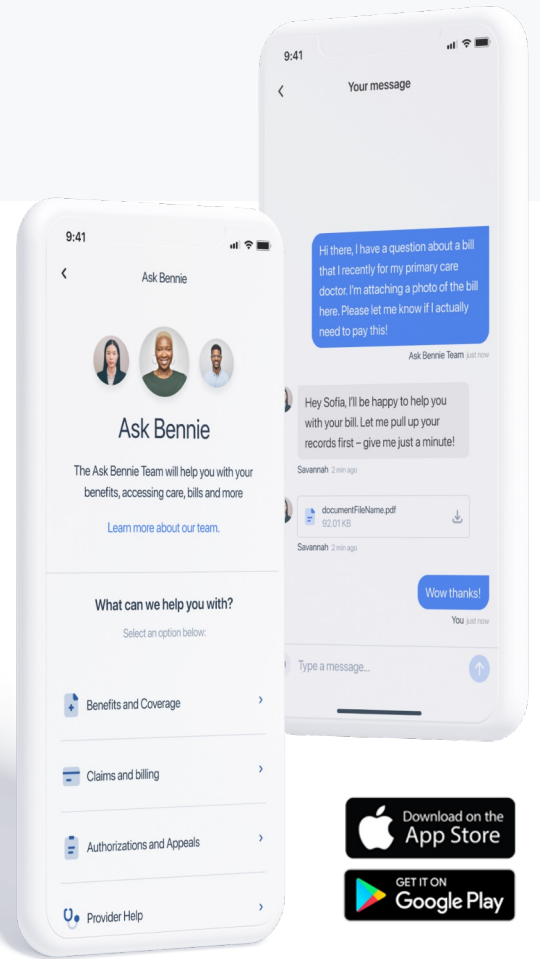 9:41
Your message
Hi there, I have a question about a bill
that I recently for my primary care
doctor. I'm attaching a photo of the bill
here. Please let me know if I actually
need to pay this!
Ask Bennie Team just now
Hey Sofia, I'll be happy to help you
with your bill. Let me pull up your
records first – give me just a minute!
Savannah 2 min ago
documentFileName.pdf
92.01 KB
Savannah 2 min ago
Wow thanks!
You just now
Type a message...
9:41
Ask Bennie
Ask Bennie
The Ask Bennie Team will help you with your
benefits, accessing care, bills and more
Learn more about our team.
What can we help you with?
Select an option below:
Benefits and Coverage
Claims and billing
Authorizations and Appeals
Provider Help
Download on the
App Store
GET IT ON
Google Play